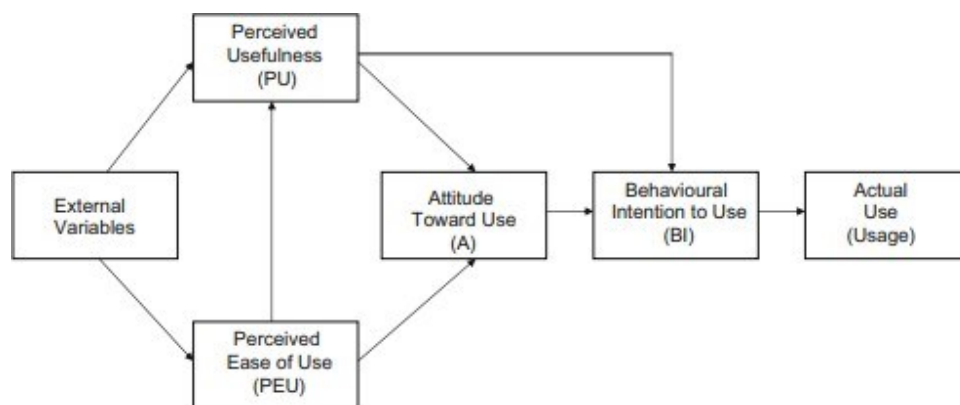 Perceived
Usefulness
(PU)
External
Variables
Attitude
Toward Use
(A)
Behavioural
Intention to Use
(BI)
Actual
Use
(Usage)
Perceived
Ease of Use
(PEU)